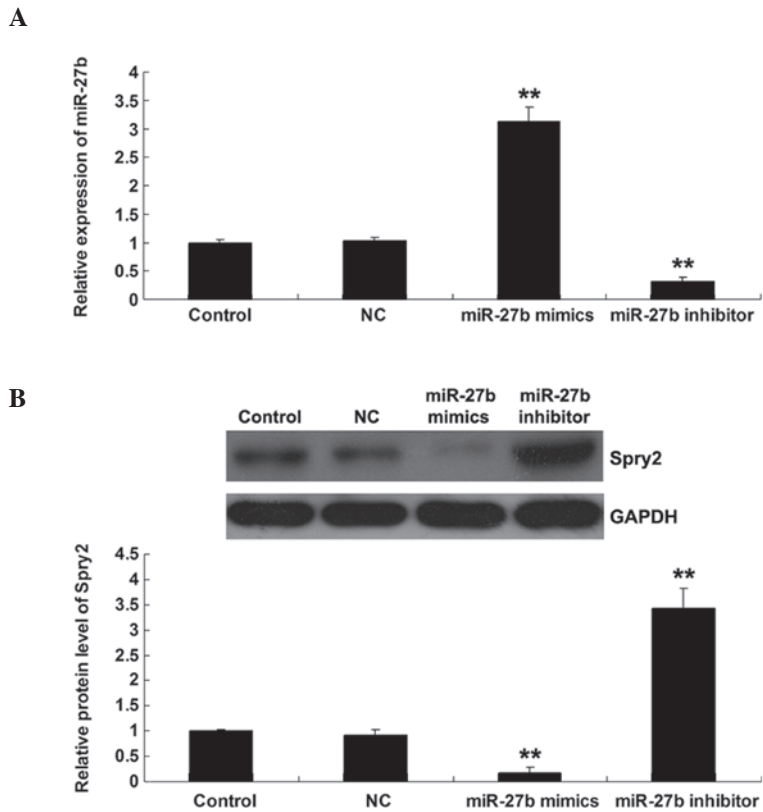 A
Relative expression of miR-27b
4
3.5
3
2.5
2
1.5
1
0.5
0
**
**
Control NC miR-27b mimics miR-27b inhibitor
B
Control NC miR-27b mimics miR-27b inhibitor
Spry2
GAPDH
Relative protein level of Spry2
4.5
4
3.5
3
2.5
2
1.5
1
0.5
0
**
**
Control NC miR-27b mimics miR-27b inhibitor